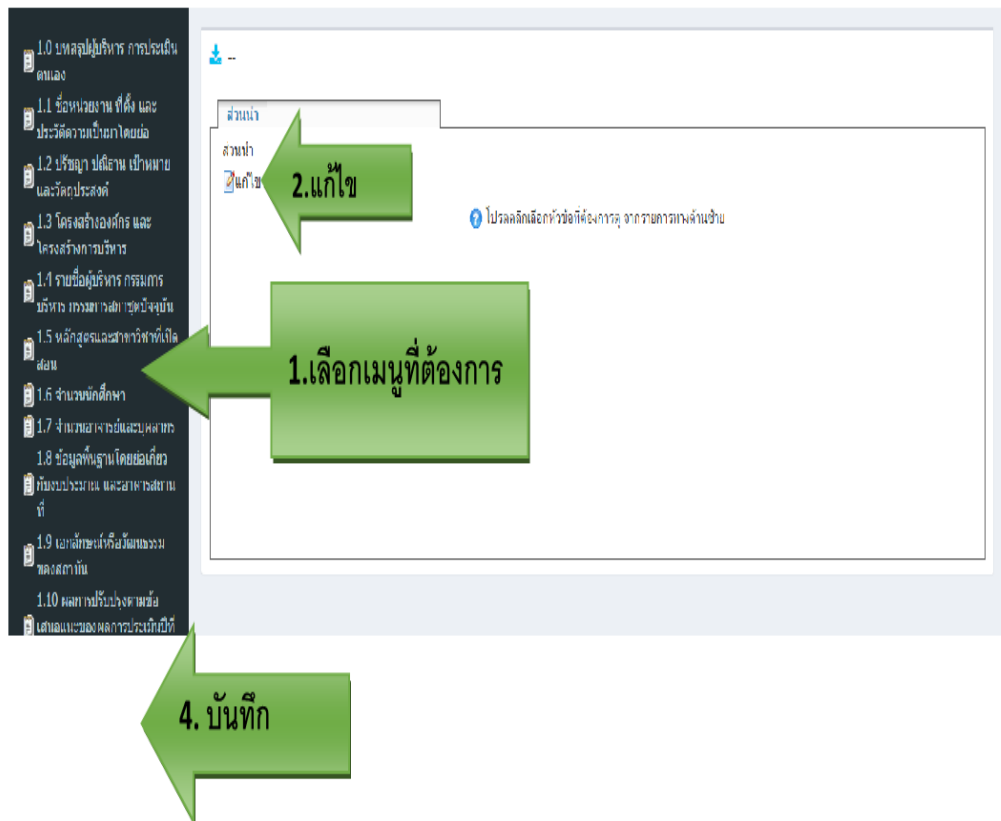 1.0 บทสรุปผู้บริหาร การประเมิน
ตนเอง
1.1 ชื่อหน่วยงาน ที่ตั้ง และ
ประวัติความเป็นมาโดยย่อ
1.2 ปรัชญา ปณิธาน เป้าหมาย
และวัตถุประสงค์
1.3 โครงสร้างองค์กร และ
โครงสร้างการบริหาร
1.4 รายชื่อผู้บริหาร กรรมการ
บริหาร กรรมการสภาชุดปัจจุบัน
1.5 หลักสูตรและสาขาวิชาที่เปิด
สอน
1.6 จำนวนนักศึกษา
1.7 จำนวนอาจารย์และบุคลากร
1.8 ข้อมูลพื้นฐานโดยย่อเกี่ยว
กับงบประมาณ และอาคารสถาน
ที่
1.9 เอกลักษณ์หรือวัฒนธรรม
ของสถาบัน
1.10 ผลการปรับปรุงตามข้อ
เสนอแนะของผลการประเมินปีที่
--
ส่วนนำ
ส่วนนำ
แก้ไข
2.แก้ไข
โปรดคลิกเลือกหัวข้อที่ต้องการดู จากรายการทางด้านซ้าย
1.เลือกเมนูที่ต้องการ
4. บันทึก